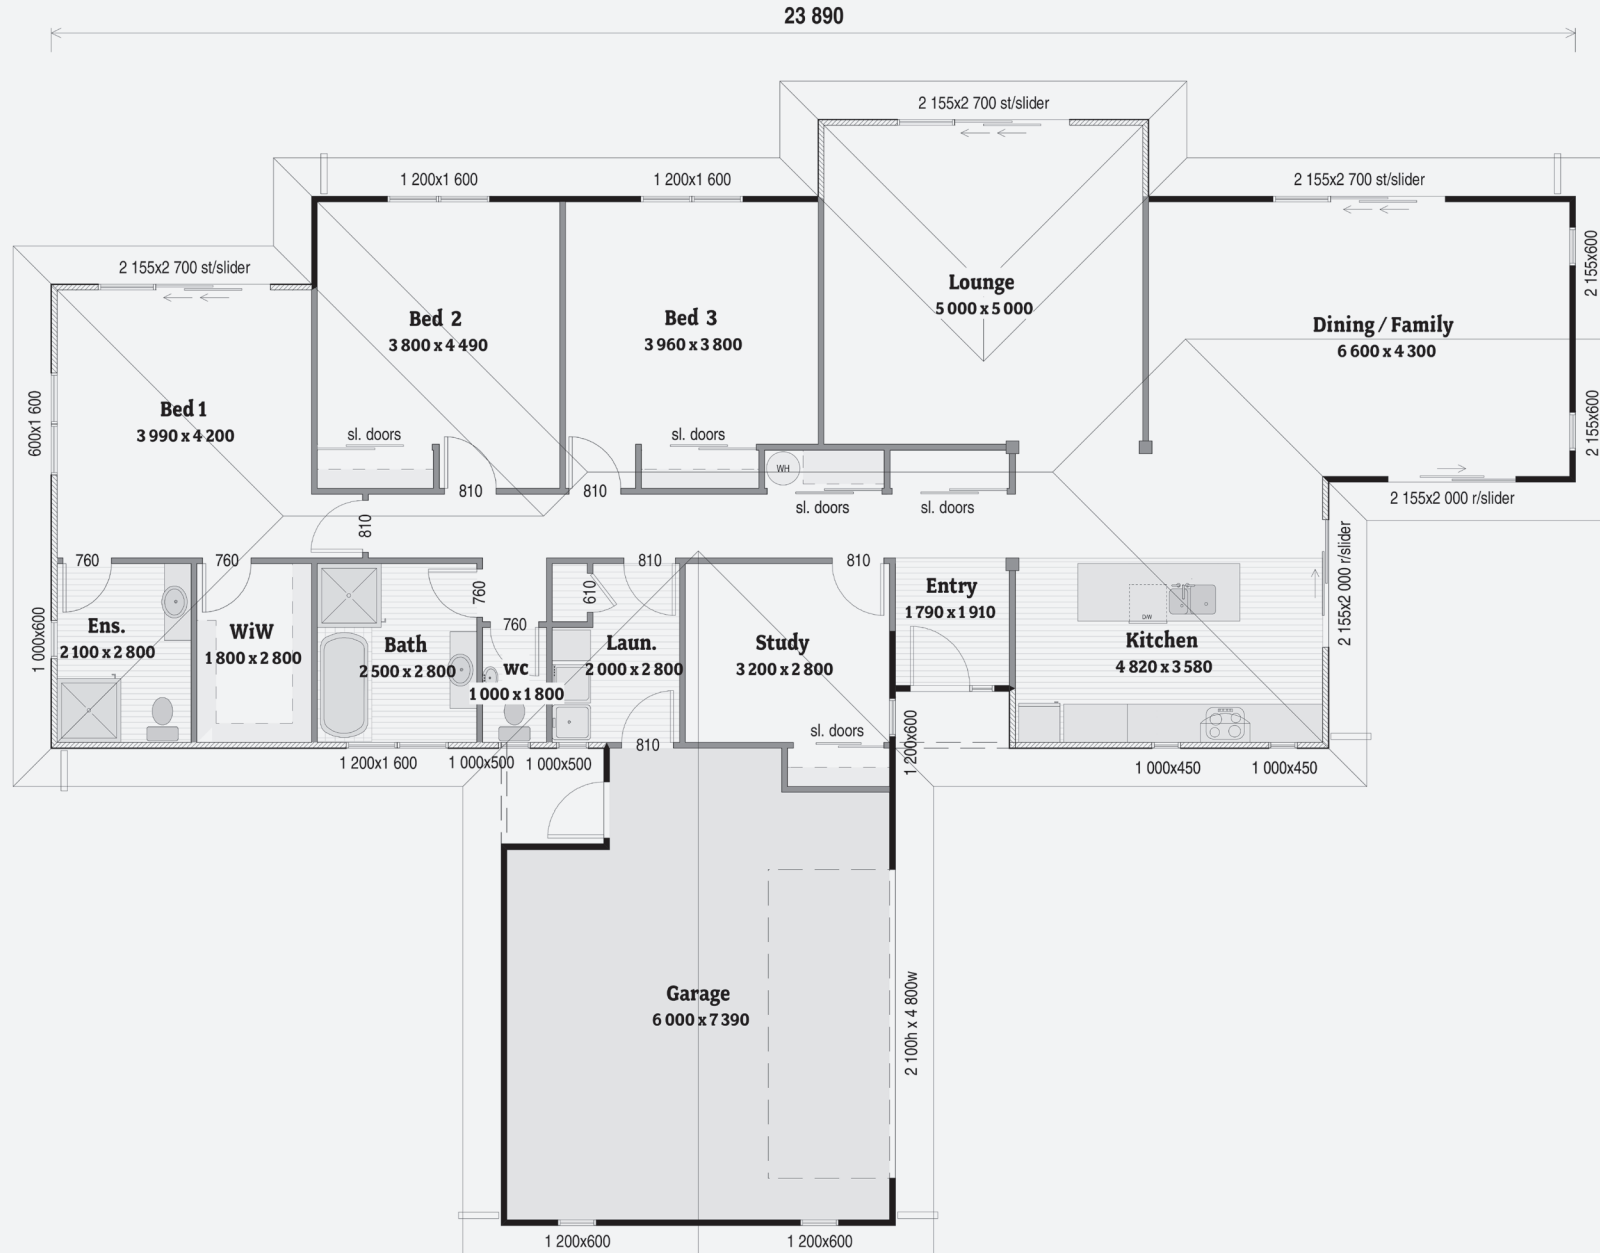 23 890
2 155x2 700 st/slider
1 200x1 600
1 200x1 600
2 155x2 700 st/slider
2 155x2 700 st/slider
2 155x600
Lounge
5 000 x 5 000
Bed 2
3 800 x 4 490
Bed 3
3 960 x 3 800
Dining / Family
6 600 x 4 300
Bed 1
3 990 x 4 200
600x1 600
2 155x600
sl. doors
sl. doors
WH
810
810
sl. doors
sl. doors
2 155x2 000 r/slider
810
760
760
810
810
760
610
2 155x2 000 r/slider
Entry
1 790 x 1 910
D/W
1 000x600
Ens.
2 100 x 2 800
WiW
1 800 x 2 800
Bath
2 500 x 2 800
760
wc
1 000 x 1 800
Laun.
2 000 x 2 800
Study
3 200 x 2 800
Kitchen
4 820 x 3 580
sl. doors
810
1 200x600
1 200x1 600
1 000x500
1 000x500
1 000x450
1 000x450
Garage
6 000 x 7 390
2 100h x 4 800w
1 200x600
1 200x600